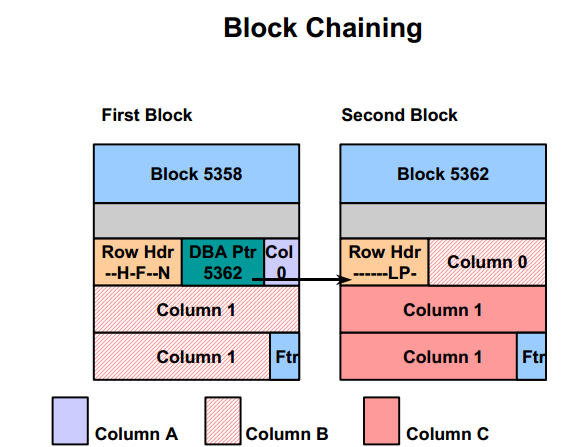 Block Chaining
First Block
Second Block
Block 5358
Block 5362
Row Hdr
--H-F--N
DBA Ptr
5362
Col
0
Row Hdr
------LP-
Column 0
Column 1
Column 1
Column 1
Ftr
Column 1
Ftr
Column A
Column B
Column C